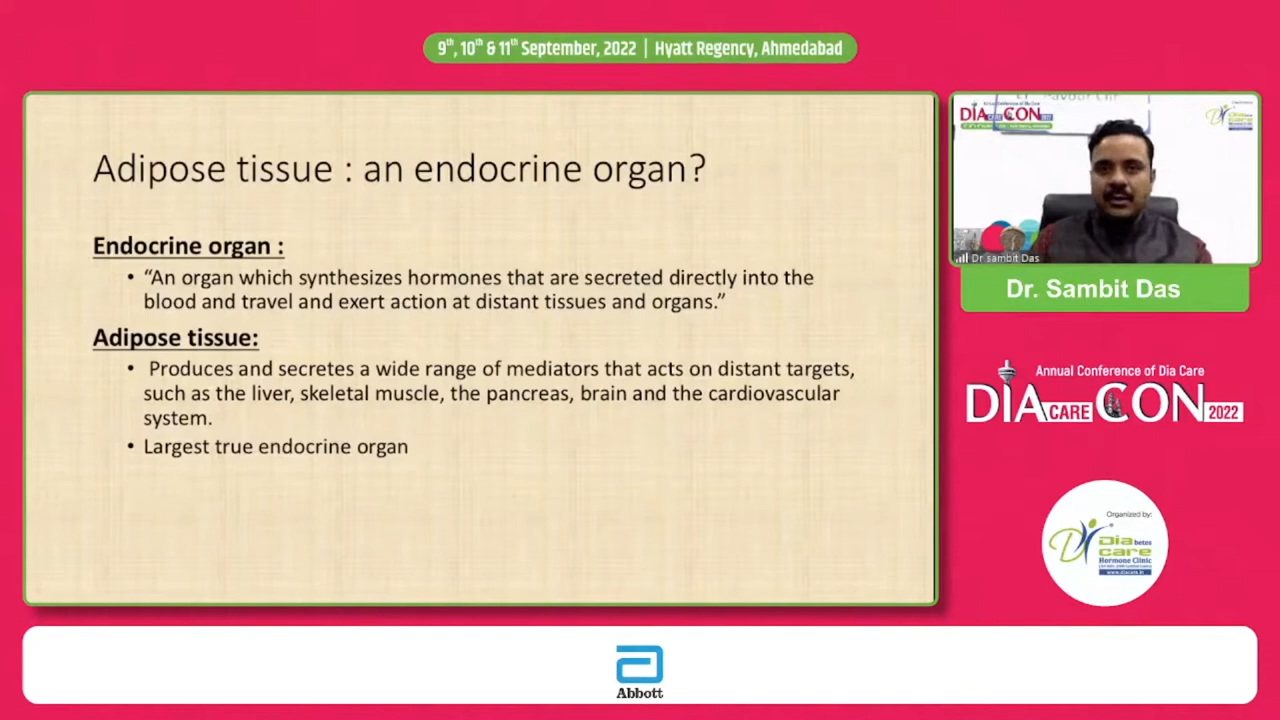 9th, 10th & 11th September, 2022 | Hyatt Regency, Ahmedabad
Adipose tissue : an endocrine organ?
Endocrine organ :
• “An organ which synthesizes hormones that are secreted directly into the
blood and travel and exert action at distant tissues and organs.”
Adipose tissue:
• Produces and secretes a wide range of mediators that acts on distant targets,
such as the liver, skeletal muscle, the pancreas, brain and the cardiovascular
system.
• Largest true endocrine organ
Dr sambit Das
Dr. Sambit Das
Annual Conference of Dia Care
DIA CARE CON 2022
Organized by:
Diabetes
care
Hormone Clinic
www.diacare.in
Abbott